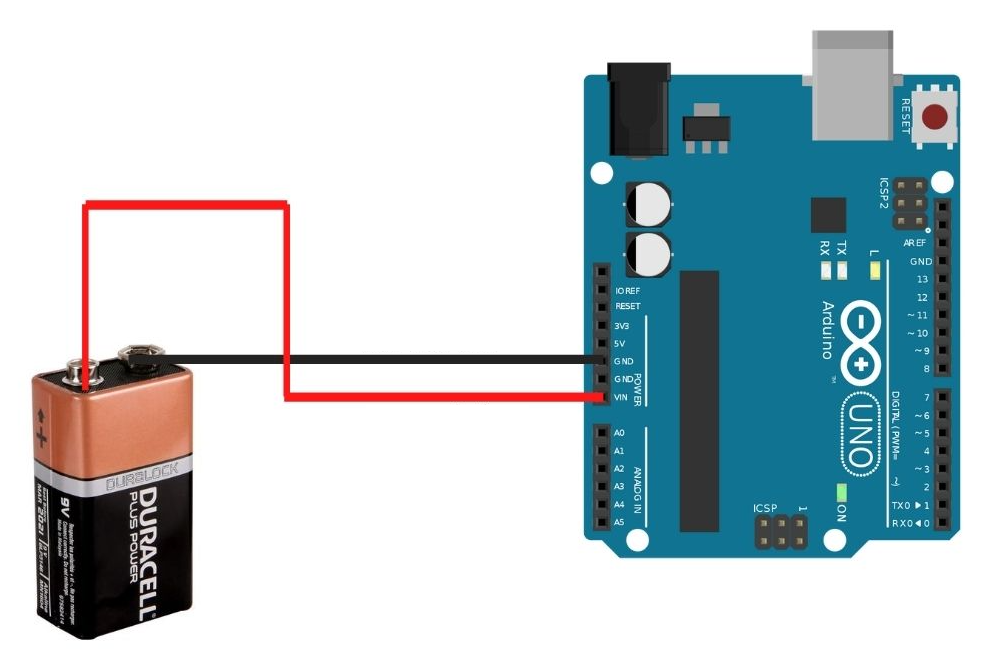 RESET
ICSP2
AREF
GND
13
12
~11
~10
~9
8
7
~6
~5
4
~3
2
TX0 ▶ 1
RX0 ◀ 0
DIGITAL (PWM= ~)
RX
TX
L
Arduino
™
UNO
ON
ICSP
1
IOREF
RESET
3V3
5V
GND
GND
VIN
POWER
A0
A1
A2
A3
A4
A5
ANALOG IN
+
DURALOCK
DURACELL®
PLUS POWER
9V
MAR 2021